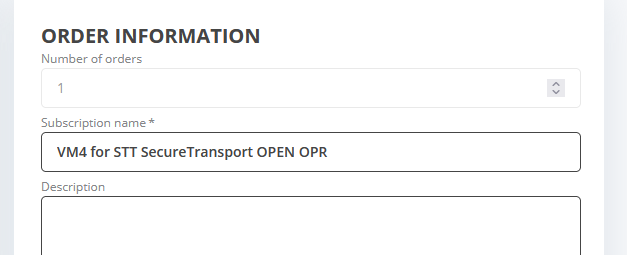 ORDER INFORMATION
Number of orders
1
Subscription name *
VM4 for STT SecureTransport OPEN OPR
Description